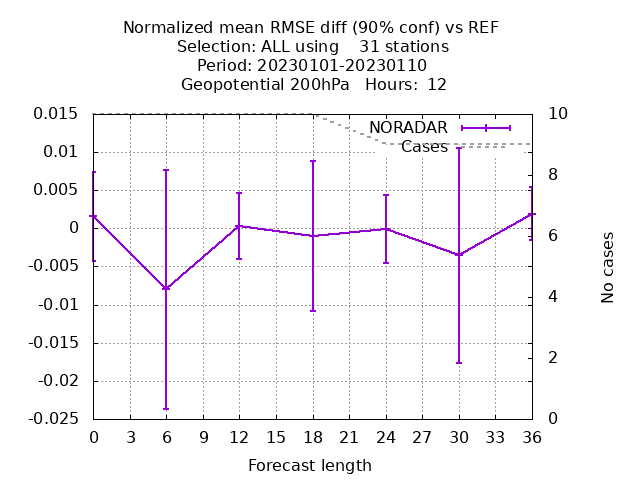 Normalized mean RMSE diff (90% conf) vs REF
Selection: ALL using    31 stations
Period: 20230101-20230110
Geopotential 200hPa   Hours:  12
NORADAR
Cases
0.015
0.01
0.005
0
-0.005
-0.01
-0.015
-0.02
-0.025
10
8
6
4
2
0
No cases
0 3 6 9 12 15 18 21 24 27 30 33 36
Forecast length